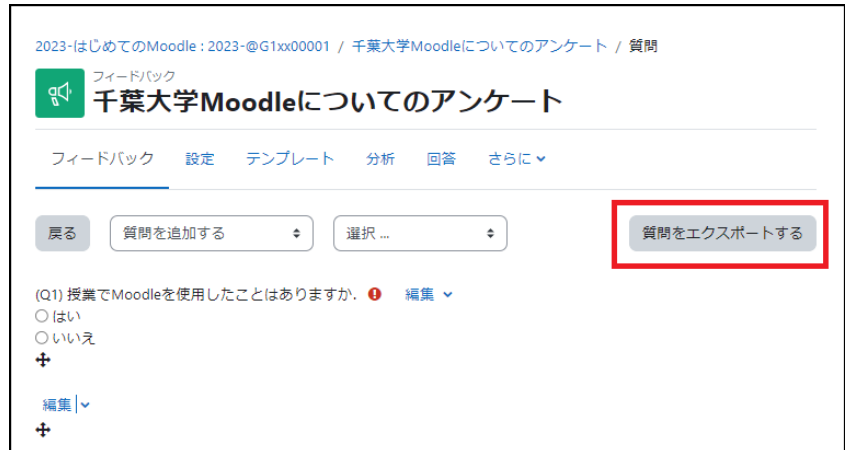 2023-はじめてのMoodle : 2023-@G1xx00001 / 千葉大学Moodleについてのアンケート / 質問
フィードバック
千葉大学Moodleについてのアンケート
フィードバック 設定 テンプレート 分析 回答 さらに
戻る 質問を追加する 選択 ... 質問をエクスポートする
(Q1) 授業でMoodleを使用したことはありますか. 編集
はい
いいえ
編集